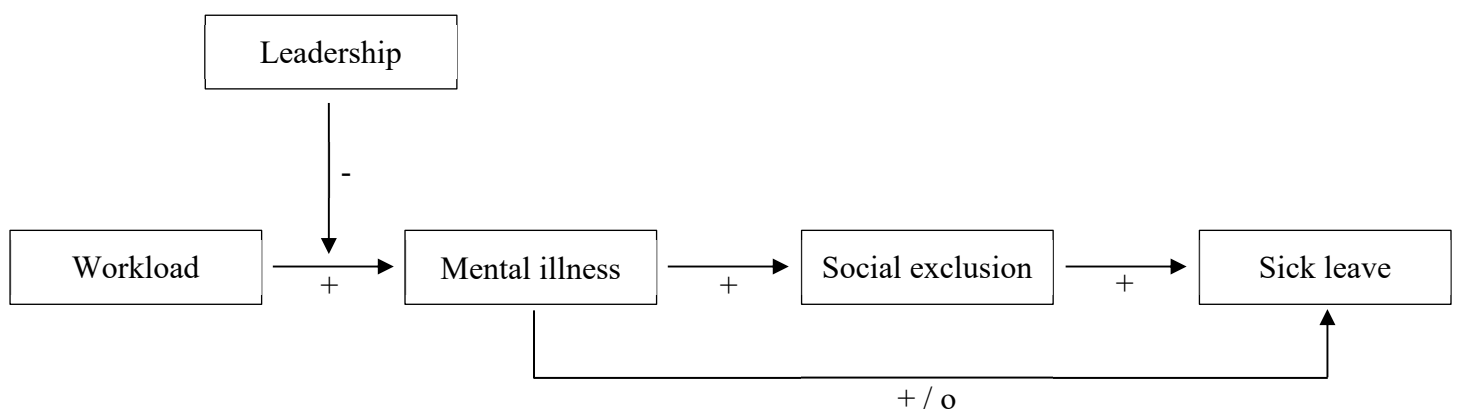 Leadership
-
Workload
+
Mental illness
+
Social exclusion
+
Sick leave
+ / o